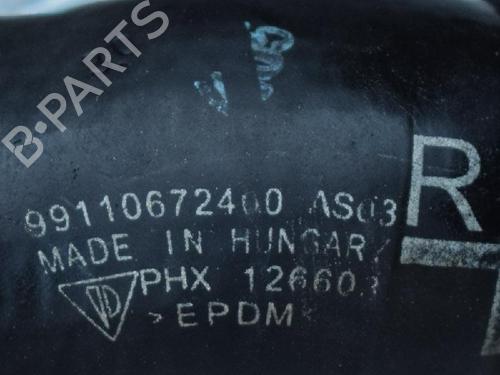 B-PARTS
R
99110672400 AS03
MADE IN HUNGARY
PHX 12660
>EPDM<